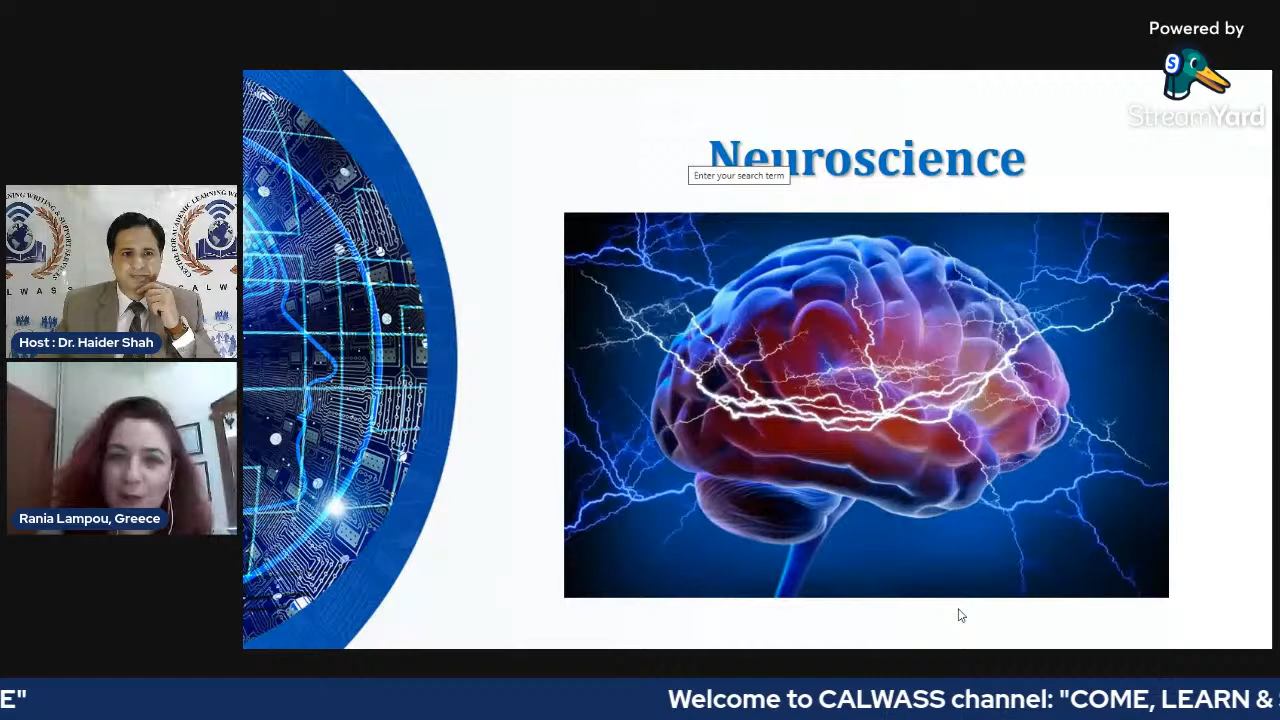 Powered by
S
StreamYard
Neuroscience
Enter your search term
CALWASS
Host : Dr. Haider Shah
Rania Lampou, Greece
E" Welcome to CALWASS channel: "COME, LEARN &